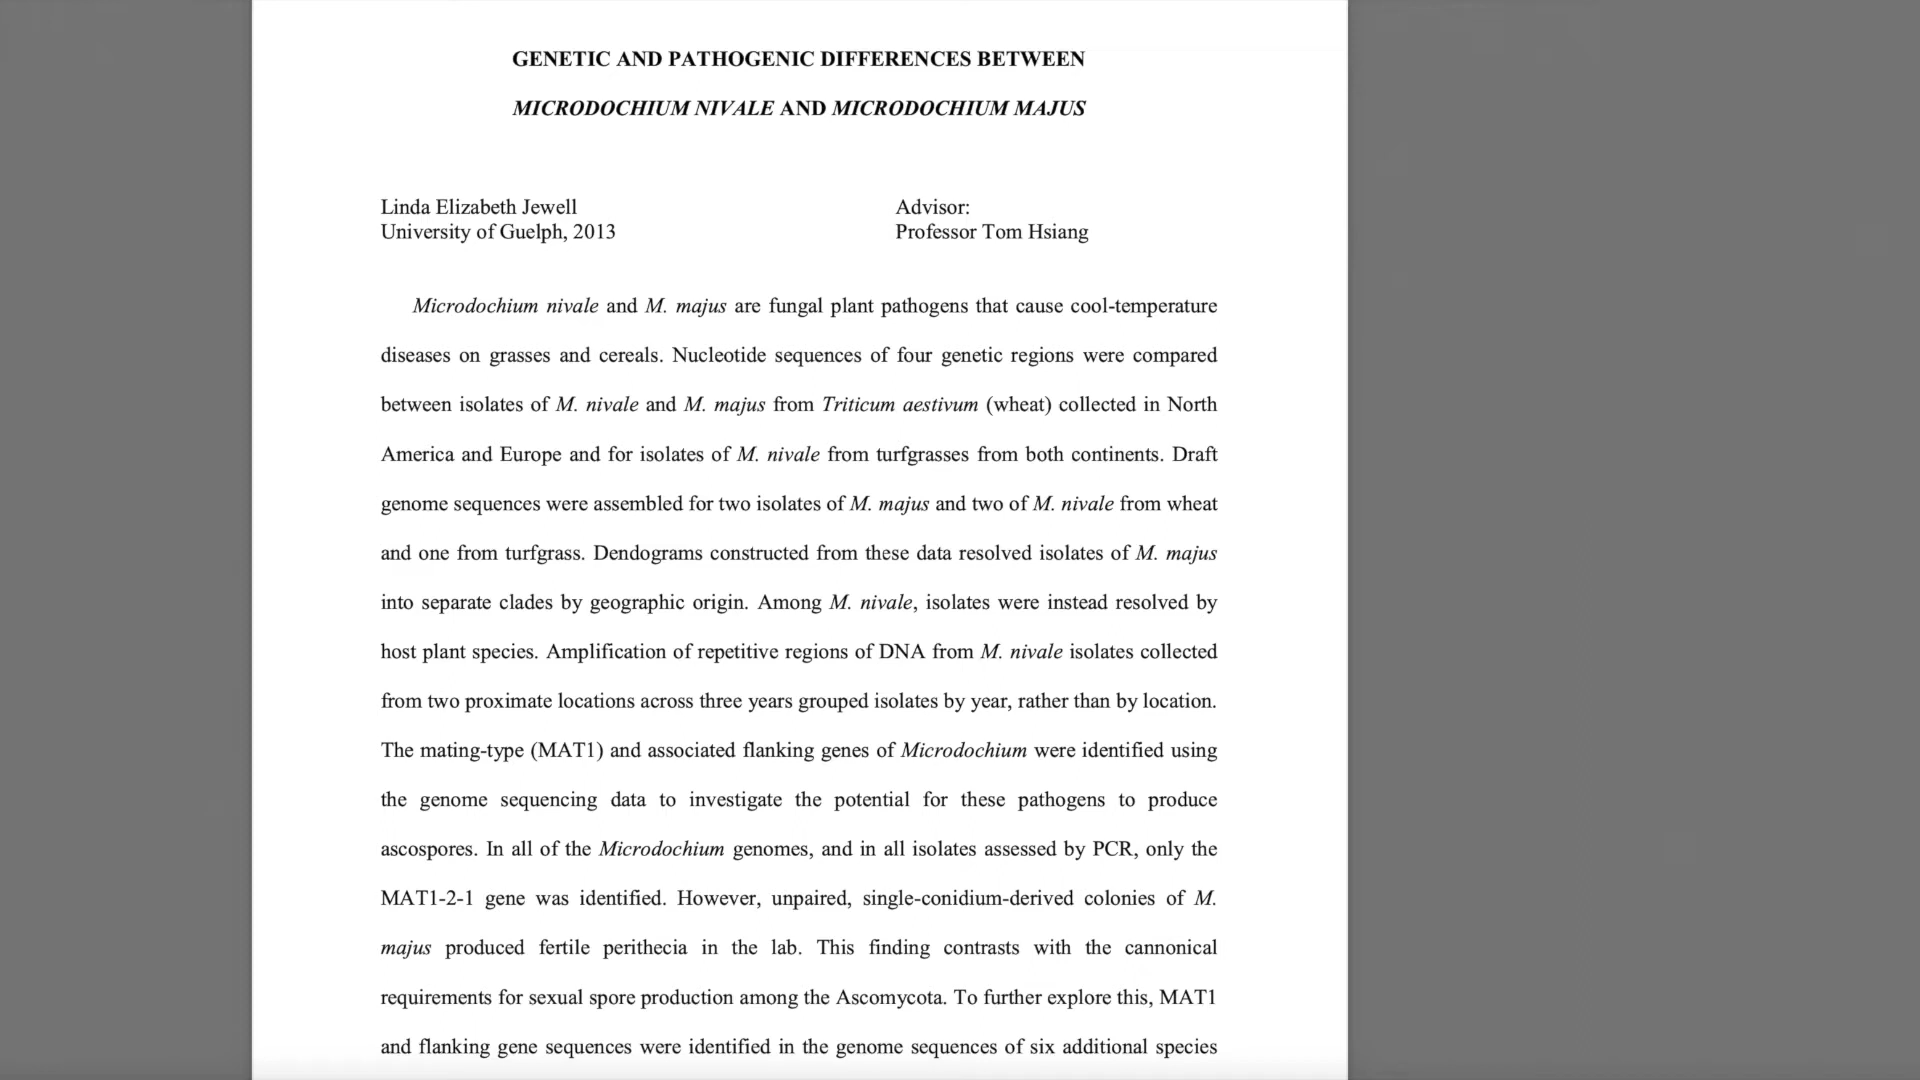 GENETIC AND PATHOGENIC DIFFERENCES BETWEEN
MICRODOCHIUM NIVALE AND MICRODOCHIUM MAJUS
Linda Elizabeth Jewell
University of Guelph, 2013
Advisor:
Professor Tom Hsiang
Microdochium nivale and M. majus are fungal plant pathogens that cause cool-temperature
diseases on grasses and cereals. Nucleotide sequences of four genetic regions were compared
between isolates of M. nivale and M. majus from Triticum aestivum (wheat) collected in North
America and Europe and for isolates of M. nivale from turfgrasses from both continents. Draft
genome sequences were assembled for two isolates of M. majus and two of M. nivale from wheat
and one from turfgrass. Dendograms constructed from these data resolved isolates of M. majus
into separate clades by geographic origin. Among M. nivale, isolates were instead resolved by
host plant species. Amplification of repetitive regions of DNA from M. nivale isolates collected
from two proximate locations across three years grouped isolates by year, rather than by location.
The mating-type (MAT1) and associated flanking genes of Microdochium were identified using
the genome sequencing data to investigate the potential for these pathogens to produce
ascospores. In all of the Microdochium genomes, and in all isolates assessed by PCR, only the
MAT1-2-1 gene was identified. However, unpaired, single-conidium-derived colonies of M.
majus produced fertile perithecia in the lab. This finding contrasts with the cannonical
requirements for sexual spore production among the Ascomycota. To further explore this, MAT1
and flanking gene sequences were identified in the genome sequences of six additional species